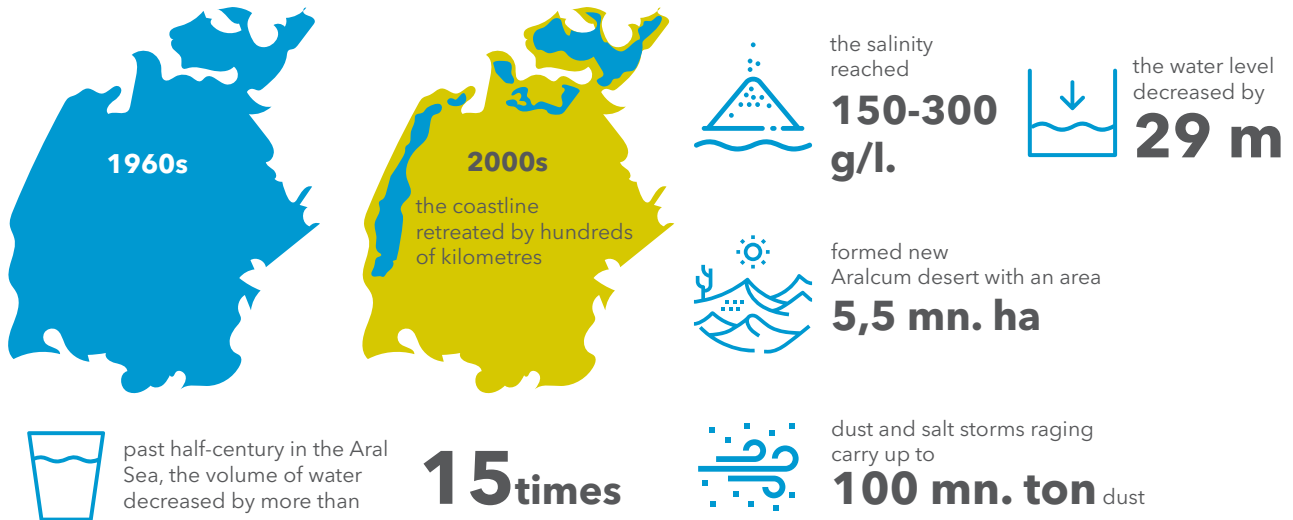 1960s
2000s
the coastline
retreated by hundreds
of kilometres
the salinity
reached
150-300
g/l.
the water level
decreased by
29 m
formed new
Aralcum desert with an area
5,5 mn. ha
past half-century in the Aral
Sea, the volume of water
decreased by more than
15 times
dust and salt storms raging
carry up to
100 mn. ton dust